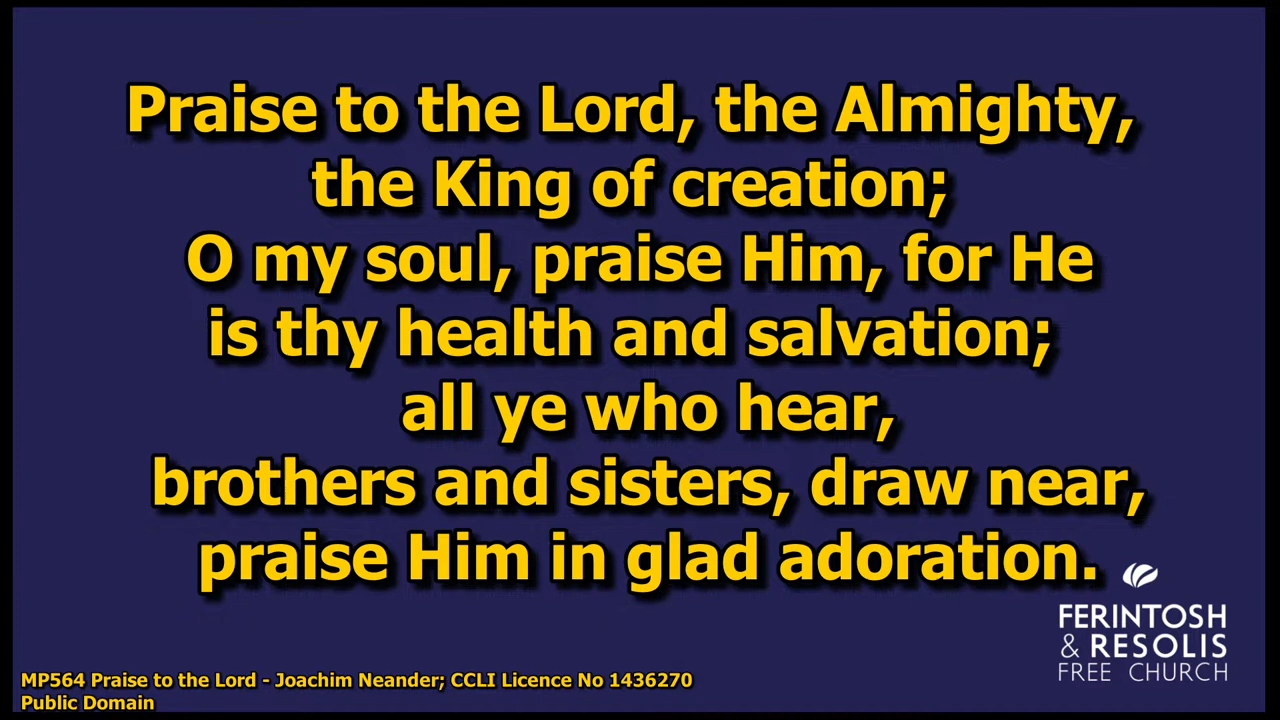 Praise to the Lord, the Almighty,
the King of creation;
O my soul, praise Him, for He
is thy health and salvation;
all ye who hear,
brothers and sisters, draw near,
praise Him in glad adoration.
FERINTOSH
& RESOLIS
FREE CHURCH
MP564 Praise to the Lord - Joachim Neander; CCLI Licence No 1436270
Public Domain